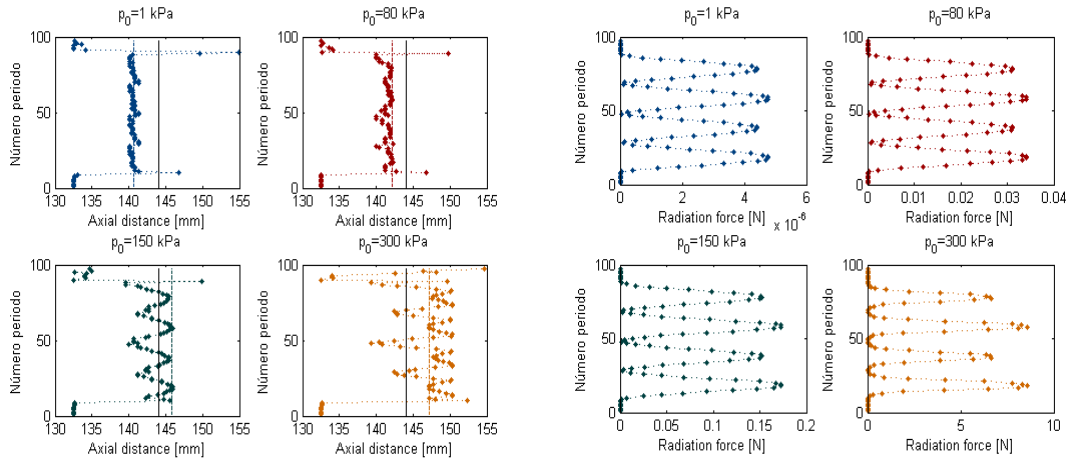 p0=1 kPa
p0=80 kPa
p0=1 kPa
p0=80 kPa
100
50
0
Número periodo
130 135 140 145 150 155
Axial distance [mm]
100
50
0
Número periodo
130 135 140 145 150 155
Axial distance [mm]
100
50
0
Número periodo
0 2 4 6
x 10-6
Radiation force [N]
100
50
0
Número periodo
0 0.01 0.02 0.03 0.04
Radiation force [N]
p0=150 kPa
p0=300 kPa
p0=150 kPa
p0=300 kPa
100
50
0
Número periodo
130 135 140 145 150 155
Axial distance [mm]
100
50
0
Número periodo
130 135 140 145 150 155
Axial distance [mm]
100
50
0
Número periodo
0 0.05 0.1 0.15 0.2
Radiation force [N]
100
50
0
Número periodo
0 5 10
Radiation force [N]